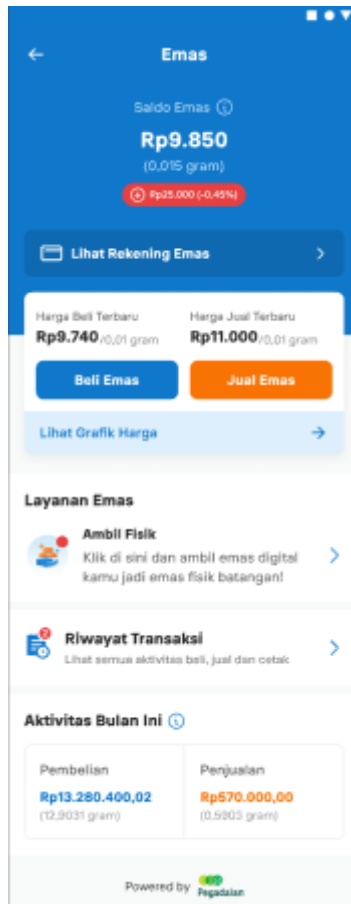 Emas
Saldo Emas
Rp9.850
(0,015 gram)
Rp25.000 (-0,45%)
Lihat Rekening Emas
Harga Beli Terbaru
Harga Jual Terbaru
Rp9.740/0,01 gram
Rp11.000/0,01 gram
Beli Emas
Jual Emas
Lihat Grafik Harga
Layanan Emas
Ambil Fisik
Klik di sini dan ambil emas digital
kamu jadi emas fisik batangan!
2
Riwayat Transaksi
Lihat semua aktivitas beli, jual dan cetak
Aktivitas Bulan Ini
Pembelian
Penjualan
Rp13.280.400,02
Rp570.000,00
(12,9031 gram)
(0,5903 gram)
Powered by Pegadaian